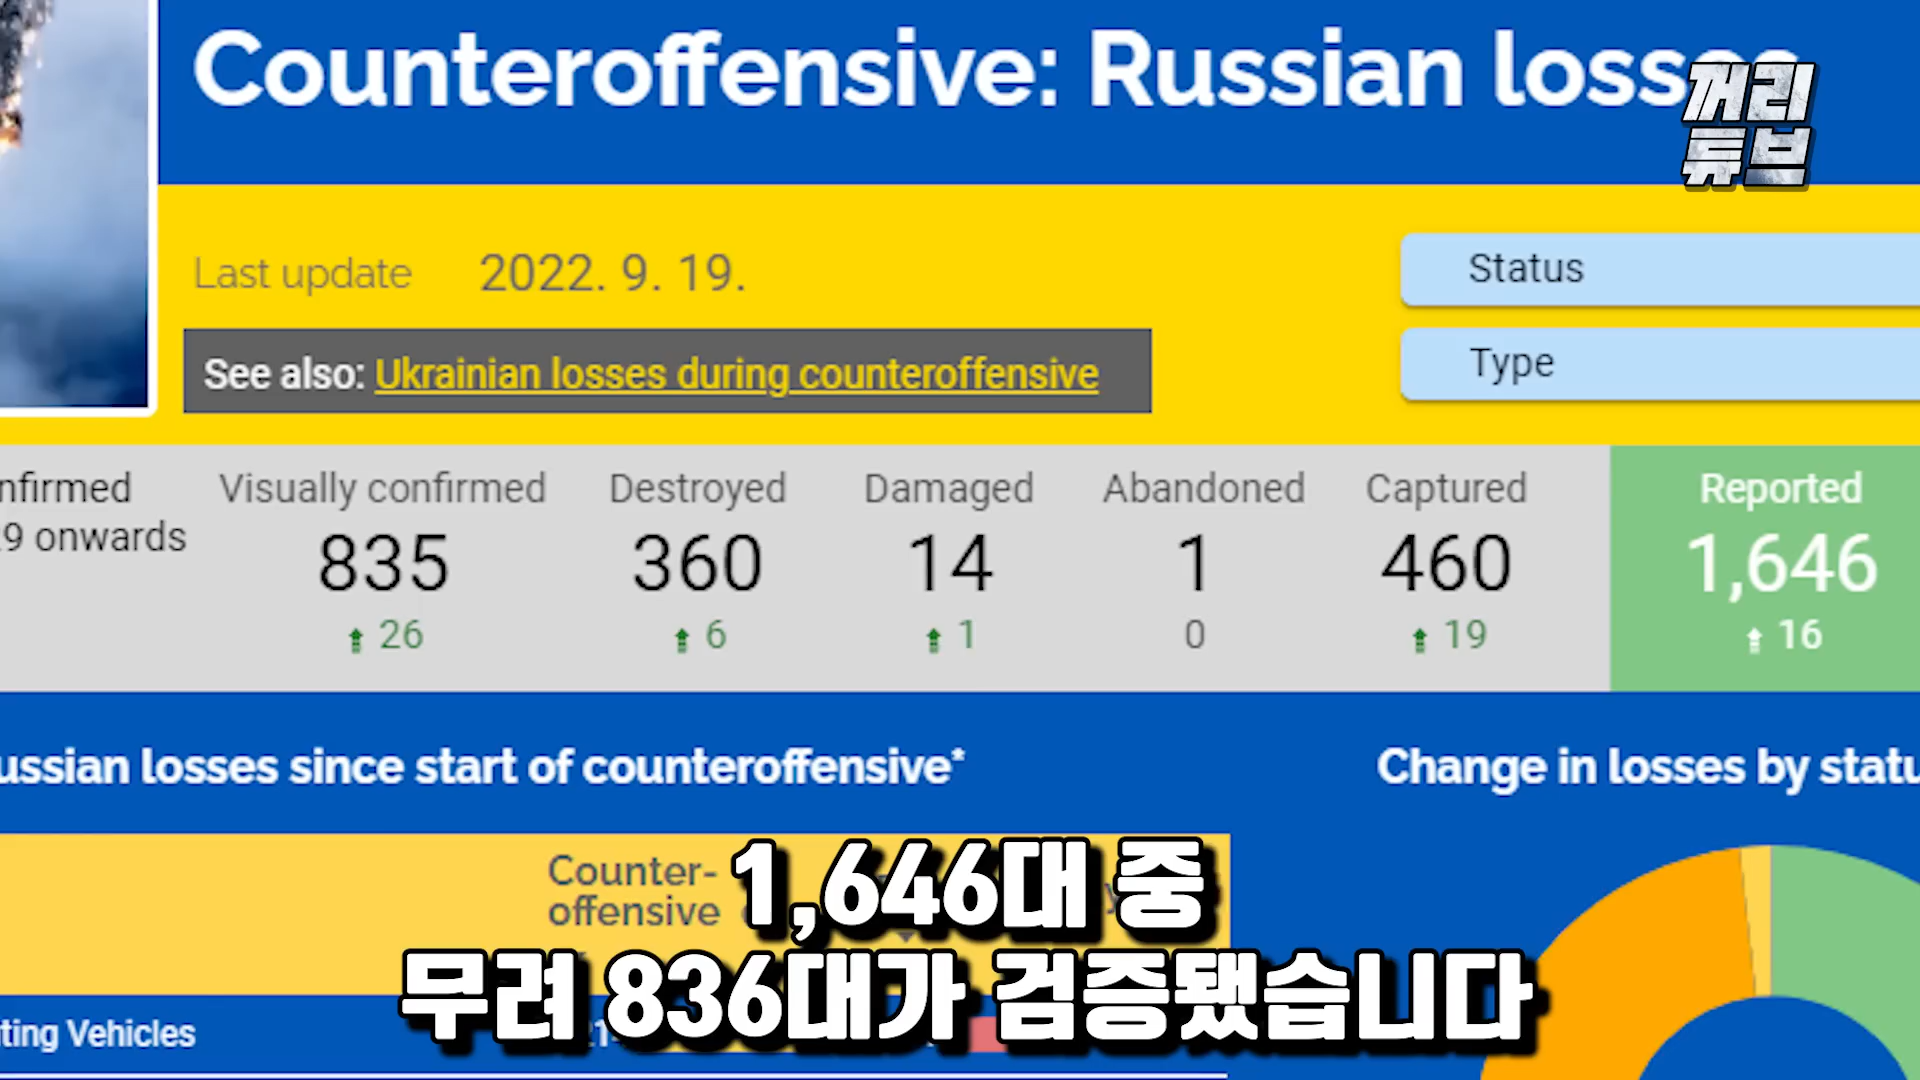 Counteroffensive: Russian losses
꺼리
튜브
Last update 2022. 9. 19.
Status
See also: Ukrainian losses during counteroffensive
Type
nfirmed
9 onwards
Visually confirmed
835
26
Destroyed
360
6
Damaged
14
1
Abandoned
1
0
Captured
460
19
Reported
1,646
16
ussian losses since start of counteroffensive*
Change in losses by statu
Counter-
offensive
1,646대 중
무려 836대가 검증됐습니다
ting Vehicles